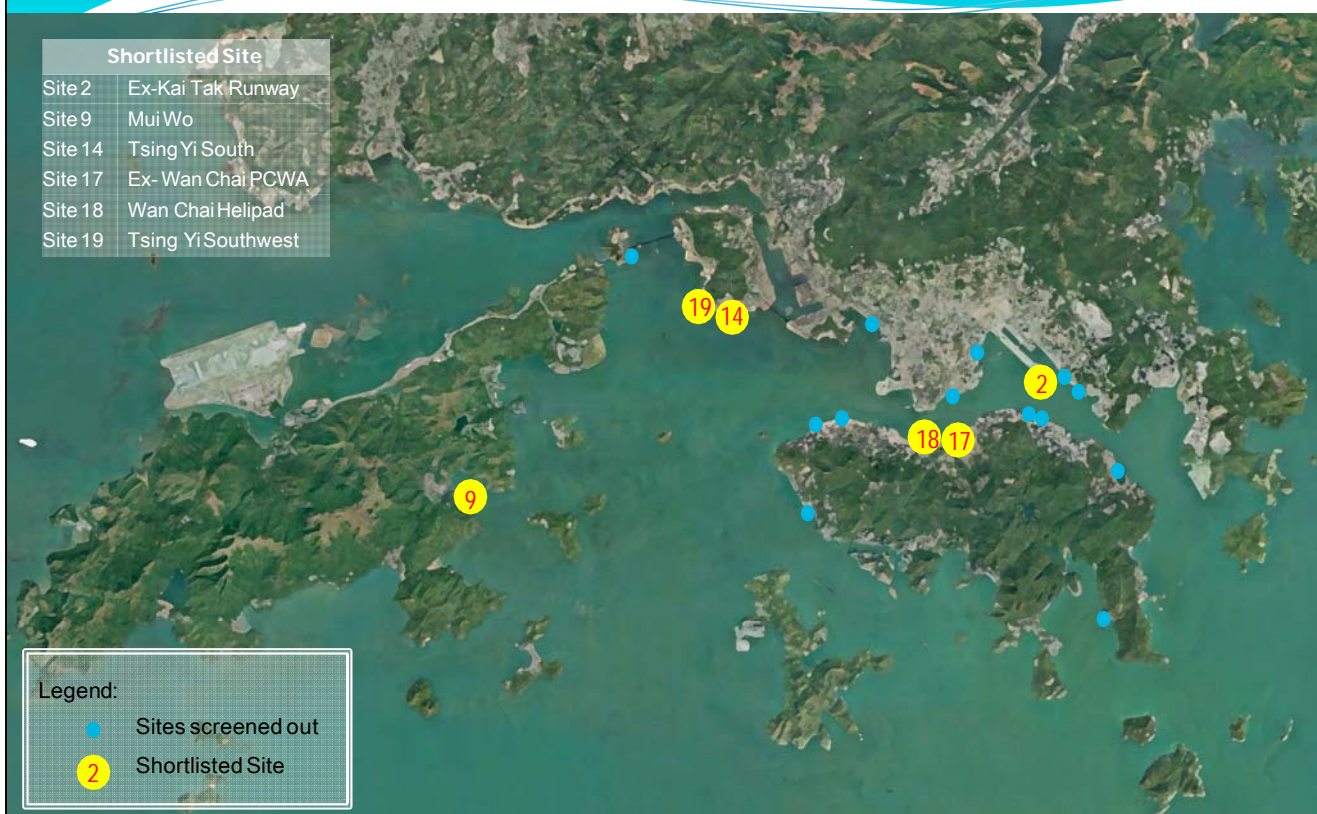 Shortlisted Site
Site 2 Ex-Kai Tak Runway
Site 9 Mui Wo
Site 14 Tsing Yi South
Site 17 Ex- Wan Chai PCWA
Site 18 Wan Chai Helipad
Site 19 Tsing Yi Southwest
19
14
2
18
17
9
Legend:
Sites screened out
2 Shortlisted Site